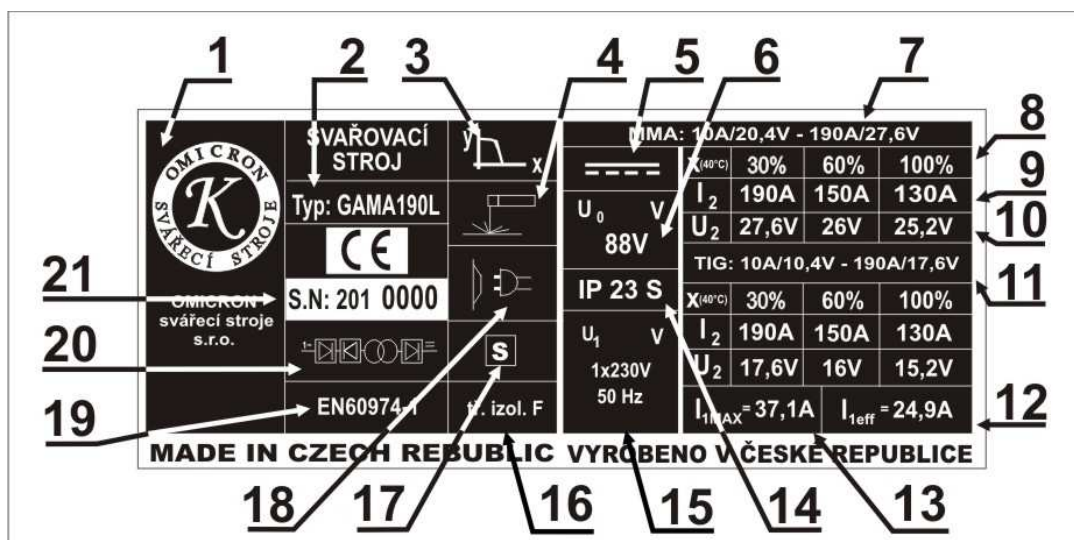 1
2
3
4
5
6
7
8
9
10
11
12
13
14
15
16
17
18
19
20
21
OMICRON
K
SVÁŘECÍ STROJE
OMICRON
svářecí stroje
s.r.o.
SVAŘOVACÍ
STROJ
Typ: GAMA190L
CE
S.N: 201 0000
1~ =
EN60974-1
y x
S
tř. izol. F
U0 V
88V
IP 23 S
U1 V
1x230V
50 Hz
MMA: 10A/20,4V - 190A/27,6V
X(40°C) 30% 60% 100%
I2 190A 150A 130A
U2 27,6V 26V 25,2V
TIG: 10A/10,4V - 190A/17,6V
X(40°C) 30% 60% 100%
I2 190A 150A 130A
U2 17,6V 16V 15,2V
I1MAX= 37,1A I1eff = 24,9A
MADE IN CZECH REBUBLIC VYROBENO V ČESKÉ REPUBLICE